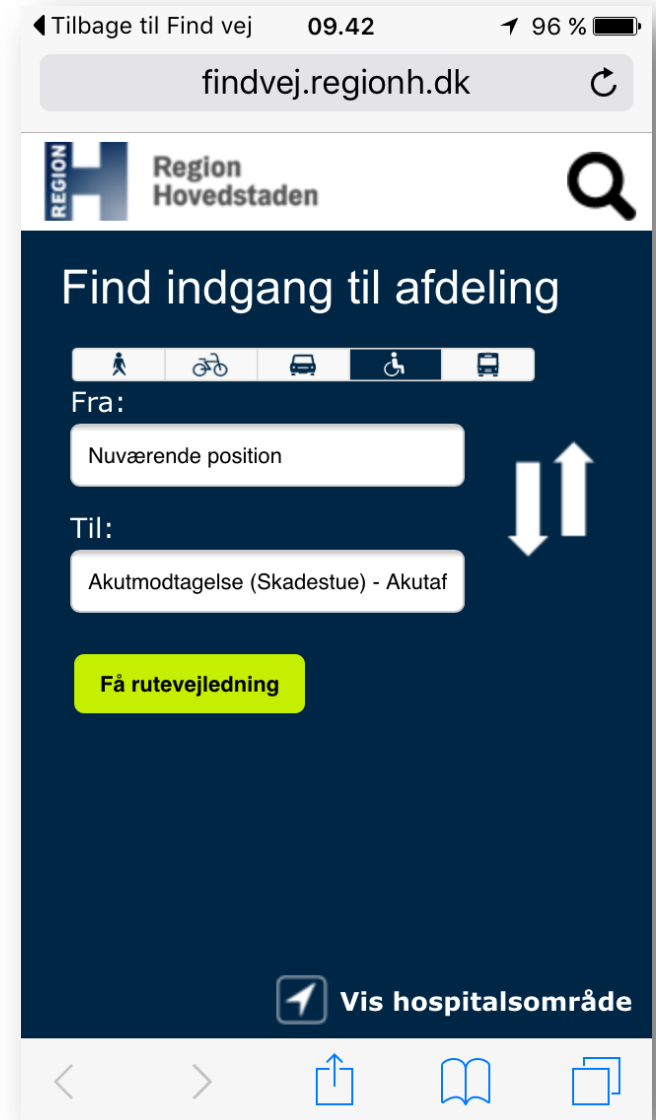 Tilbage til Find vej 09.42 96 %
findvej.regionh.dk
REGION H
Region
Hovedstaden
Find indgang til afdeling
Fra:
Nuværende position
Til:
Akutmodtagelse (Skadestue) - Akutaf
Få rutevejledning
Vis hospitalsområde